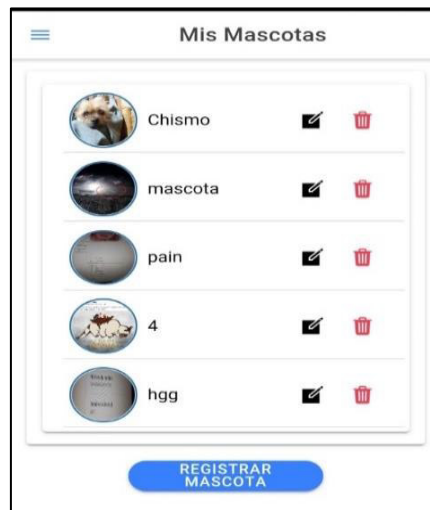 Mis Mascotas
Chismo
mascota
pain
4
hgg
REGISTRAR
MASCOTA